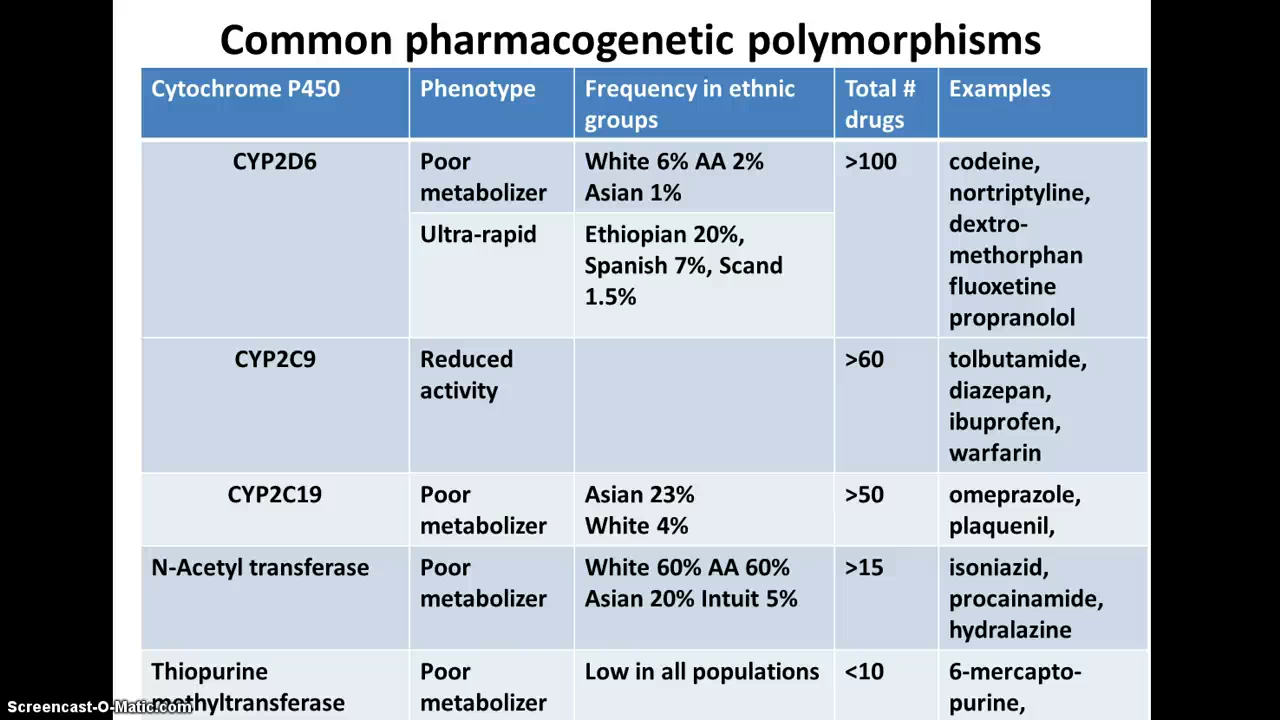 Common pharmacogenetic polymorphisms
Cytochrome P450
Phenotype
Frequency in ethnic
groups
Total #
drugs
Examples
CYP2D6
Poor
metabolizer
White 6% AA 2%
Asian 1%
>100
codeine,
nortriptyline,
dextro-
methorphan
fluoxetine
propranolol
Ultra-rapid
Ethiopian 20%,
Spanish 7%, Scand
1.5%
CYP2C9
Reduced
activity
>60
tolbutamide,
diazepan,
ibuprofen,
warfarin
CYP2C19
Poor
metabolizer
Asian 23%
White 4%
>50
omeprazole,
plaquenil,
N-Acetyl transferase
Poor
metabolizer
White 60% AA 60%
Asian 20% Intuit 5%
>15
isoniazid,
procainamide,
hydralazine
Thiopurine
methyltransferase
Poor
metabolizer
Low in all populations
<10
6-mercapto-
purine,
Screencast-O-Matic.com